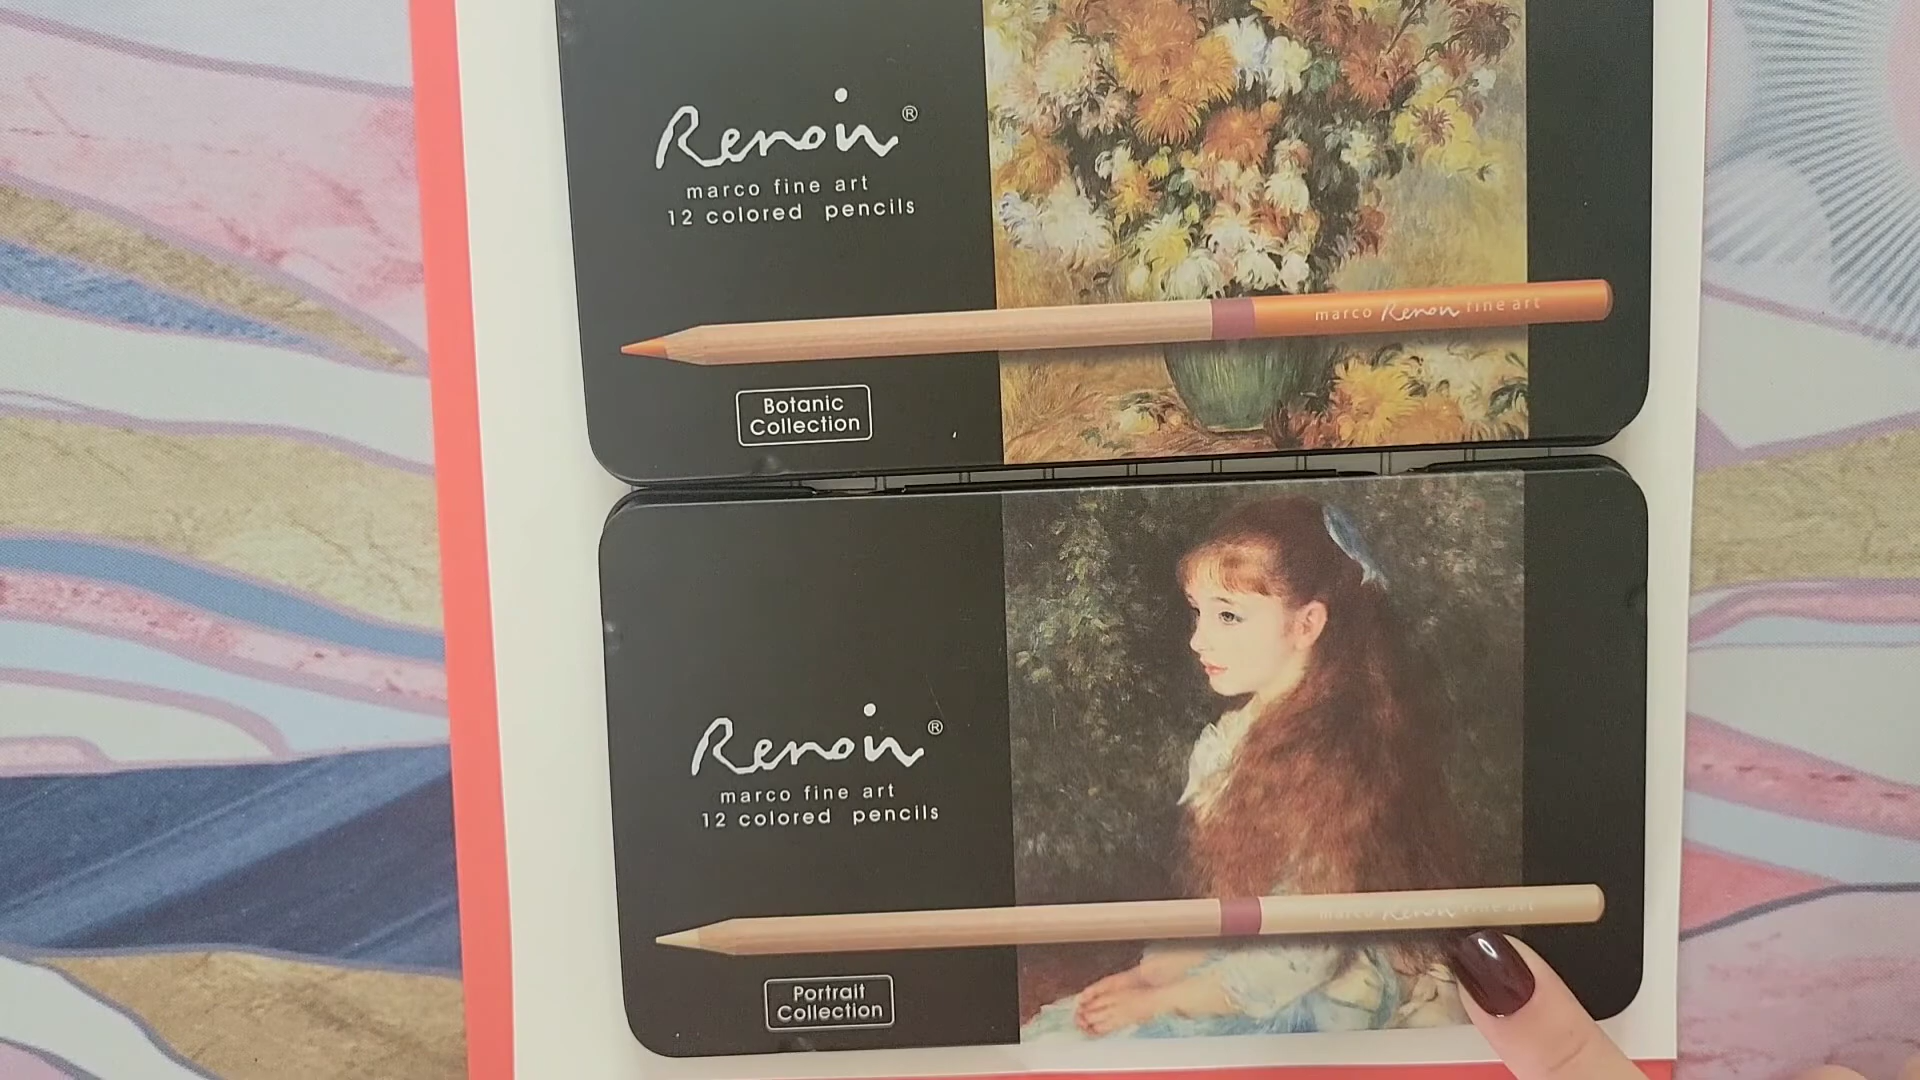 Renoir®
marco fine art
12 colored pencils
marco Renoir fine art
Botanic
Collection
Renoir®
marco fine art
12 colored pencils
marco Renoir fine art
Portrait
Collection